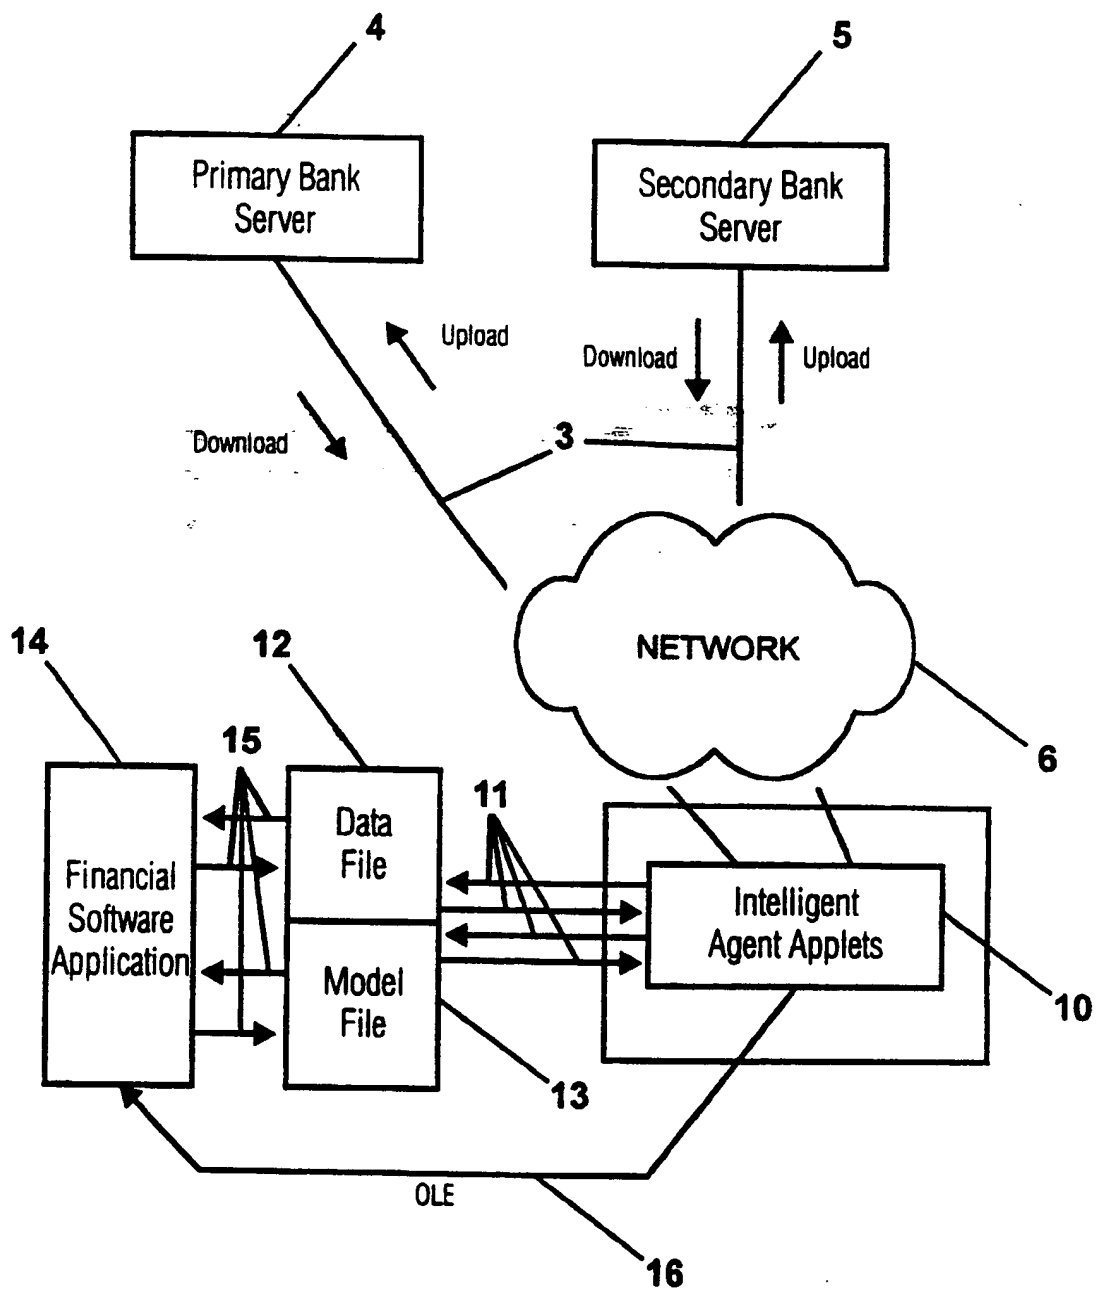 4
5
Primary Bank
Server
Secondary Bank
Server
Upload
Download
Upload
Download
3
14
12
NETWORK
15
6
11
Data
File
Financial
Software
Application
Intelligent
Agent Applets
Model
File
10
13
OLE
16